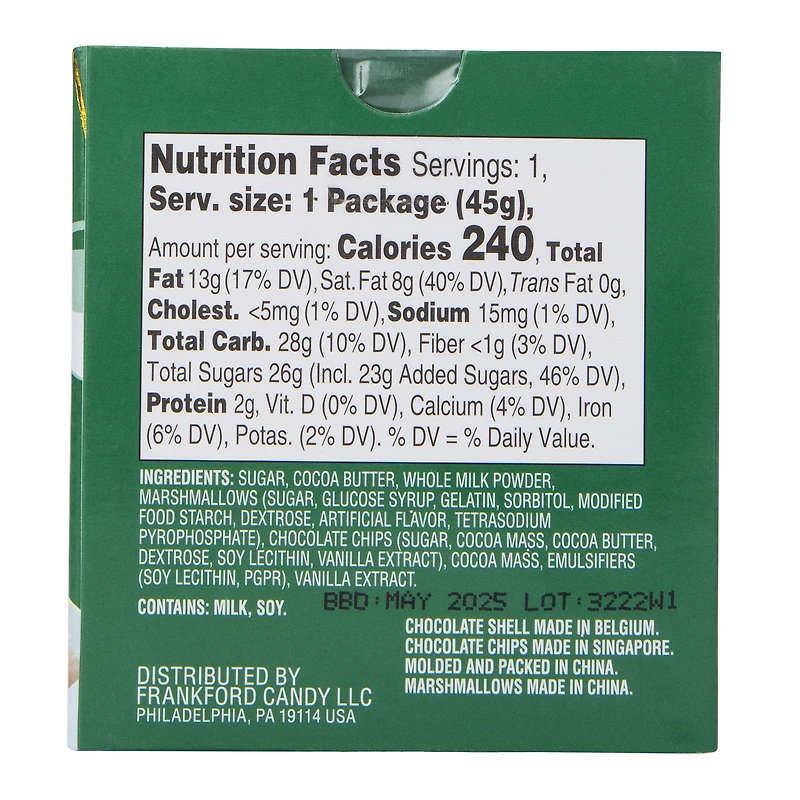 Nutrition Facts Servings: 1,
Serv. size: 1 Package (45g),
Amount per serving: Calories 240, Total
Fat 13g (17% DV), Sat. Fat 8g (40% DV), Trans Fat 0g,
Cholest. <5mg (1% DV), Sodium 15mg (1% DV),
Total Carb. 28g (10% DV), Fiber <1g (3% DV),
Total Sugars 26g (Incl. 23g Added Sugars, 46% DV),
Protein 2g, Vit. D (0% DV), Calcium (4% DV), Iron
(6% DV), Potas. (2% DV). % DV = % Daily Value.
INGREDIENTS: SUGAR, COCOA BUTTER, WHOLE MILK POWDER,
MARSHMALLOWS (SUGAR, GLUCOSE SYRUP, GELATIN, SORBITOL, MODIFIED
FOOD STARCH, DEXTROSE, ARTIFICIAL FLAVOR, TETRASODIUM
PYROPHOSPHATE), CHOCOLATE CHIPS (SUGAR, COCOA MASS, COCOA BUTTER,
DEXTROSE, SOY LECITHIN, VANILLA EXTRACT), COCOA MASS, EMULSIFIERS
(SOY LECITHIN, PGPR), VANILLA EXTRACT.
CONTAINS: MILK, SOY.
BBD:MAY 2025 LOT:3222W1
CHOCOLATE SHELL MADE IN BELGIUM.
CHOCOLATE CHIPS MADE IN SINGAPORE.
MOLDED AND PACKED IN CHINA.
MARSHMALLOWS MADE IN CHINA.
DISTRIBUTED BY
FRANKFORD CANDY LLC
PHILADELPHIA, PA 19114 USA